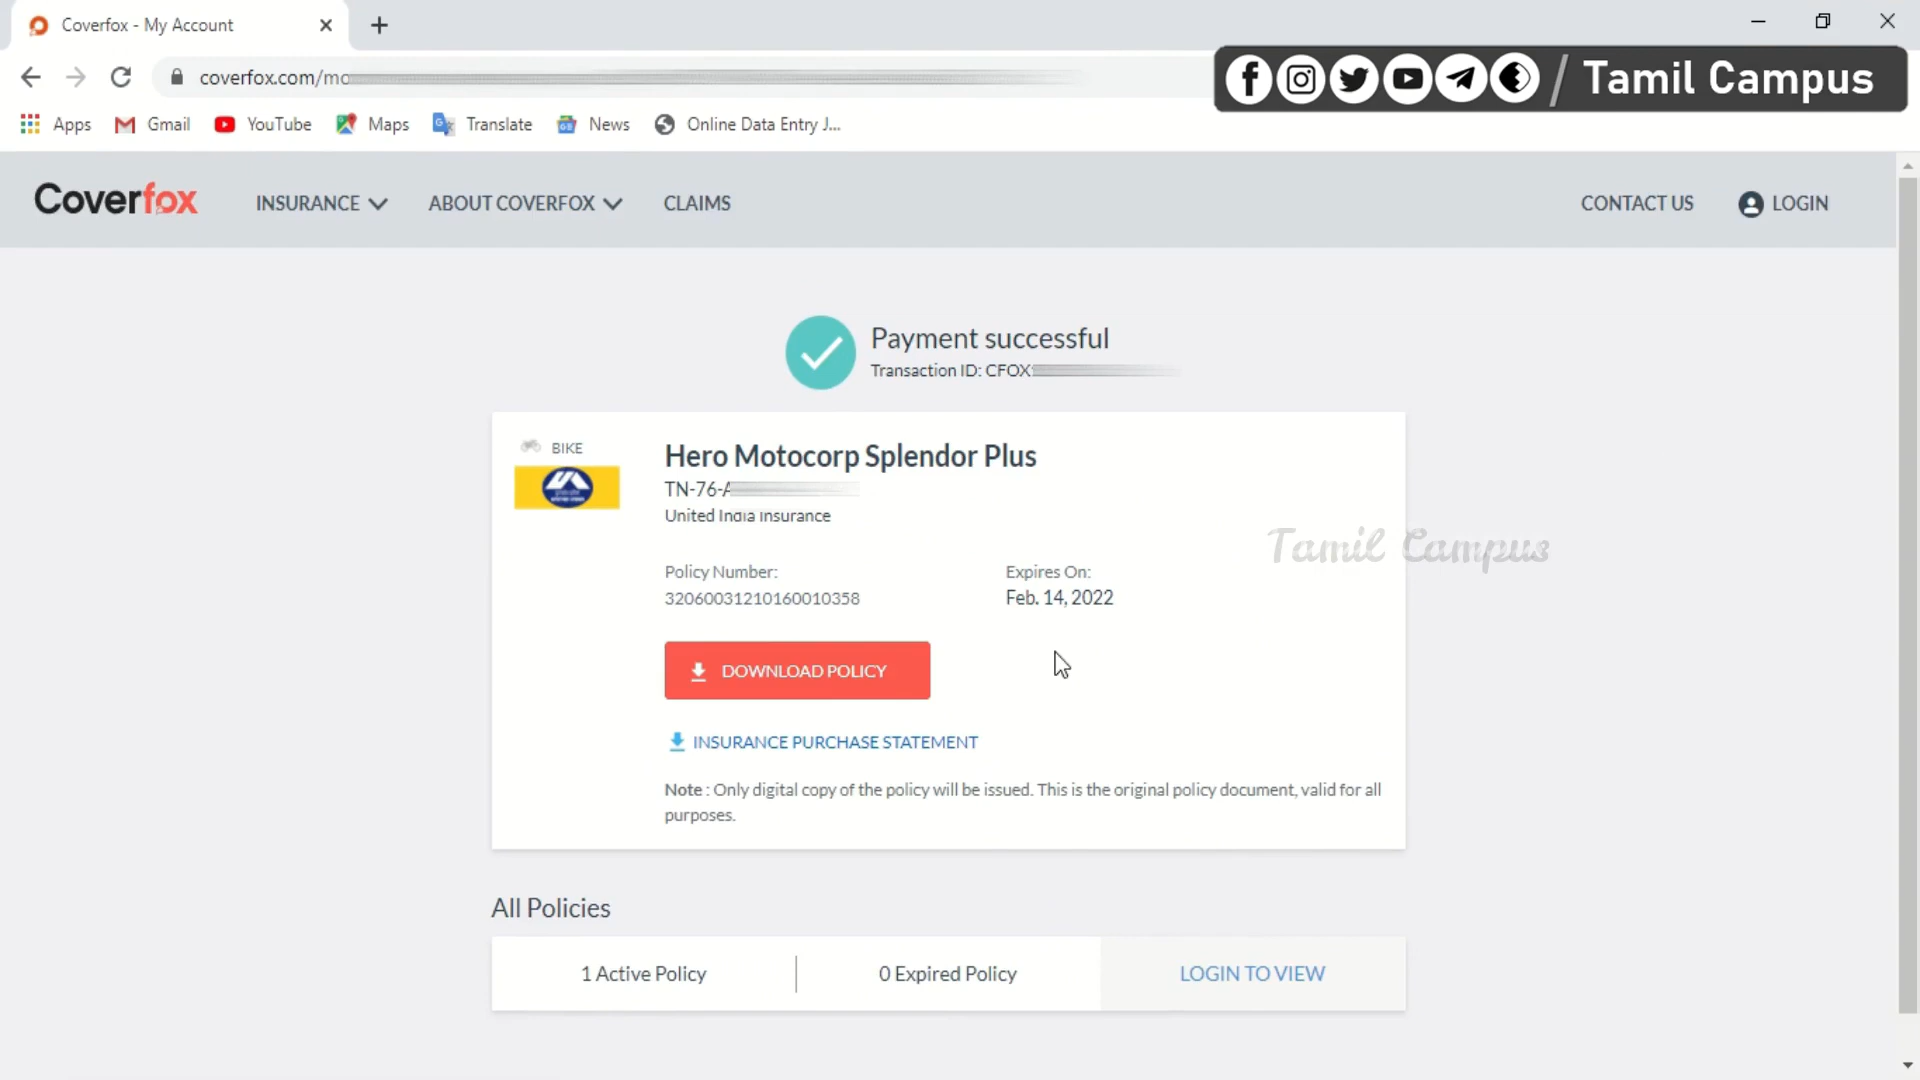 Coverfox - My Account
coverfox.com/mo
Tamil Campus
Apps
Gmail
YouTube
Maps
Translate
News
Online Data Entry J...
Coverfox
INSURANCE
ABOUT COVERFOX
CLAIMS
CONTACT US
LOGIN
Payment successful
Transaction ID: CFOX
BIKE
Hero Motocorp Splendor Plus
TN-76-A
United India Insurance
Tamil Campus
Policy Number:
Expires On:
32060031210160010358
Feb. 14, 2022
DOWNLOAD POLICY
INSURANCE PURCHASE STATEMENT
Note : Only digital copy of the policy will be issued. This is the original policy document, valid for all
purposes.
All Policies
1 Active Policy
0 Expired Policy
LOGIN TO VIEW